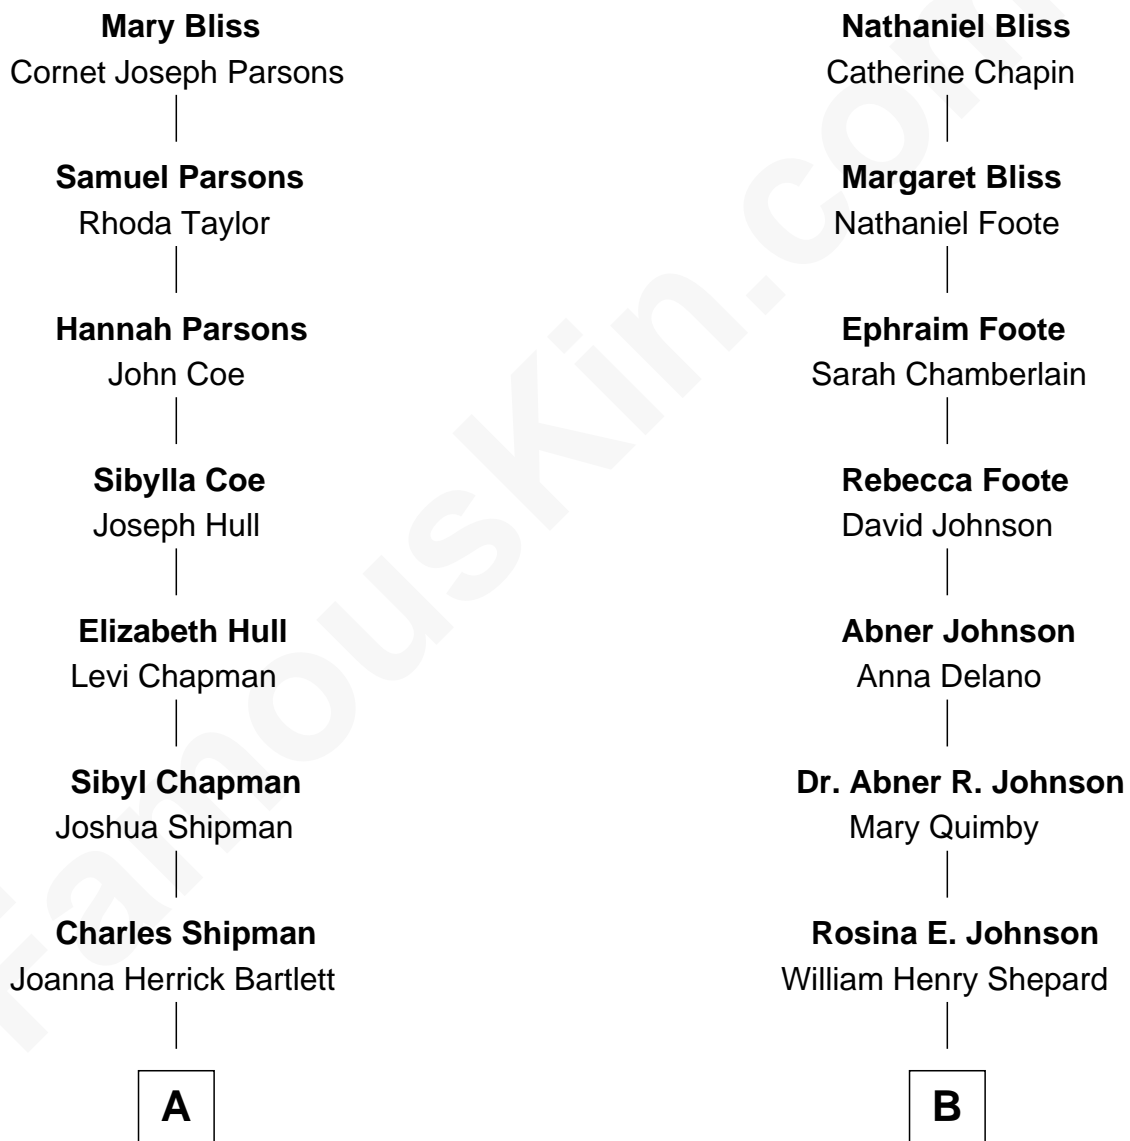 Mary Bliss
Cornet Joseph Parsons
Samuel Parsons
Rhoda Taylor
Hannah Parsons
John Coe
Sibylla Coe
Joseph Hull
Elizabeth Hull
Levi Chapman
Sibyl Chapman
Joshua Shipman
Charles Shipman
Joanna Herrick Bartlett
A
Nathaniel Bliss
Catherine Chapin
Margaret Bliss
Nathaniel Foote
Ephraim Foote
Sarah Chamberlain
Rebecca Foote
David Johnson
Abner Johnson
Anna Delano
Dr. Abner R. Johnson
Mary Quimby
Rosina E. Johnson
William Henry Shepard
B
FamousKin.com